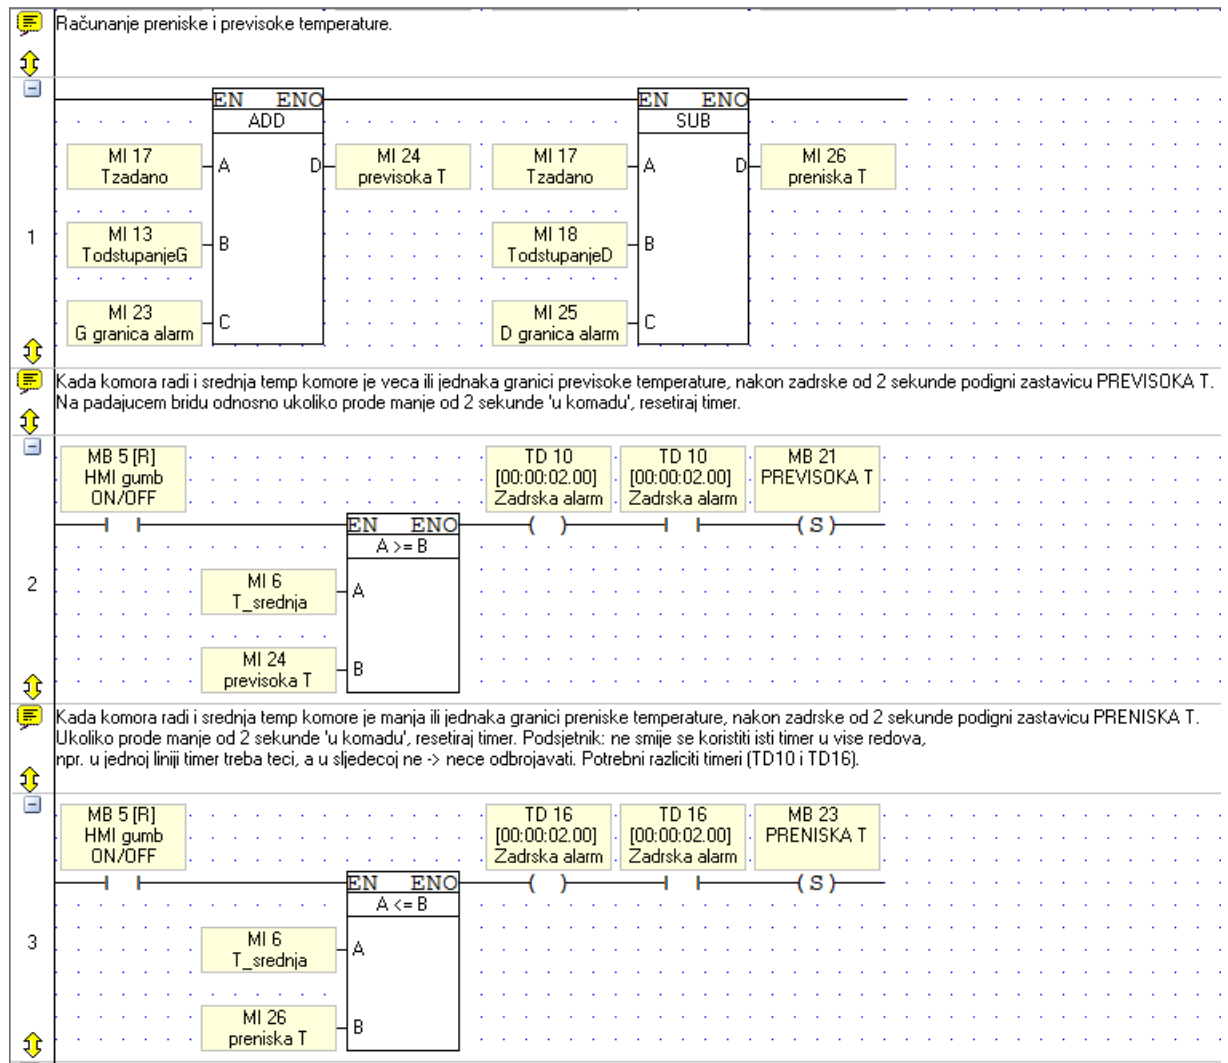 Računanje preniske i previsoke temperature.
EN ENO
ADD
MI 17
Tzadano
A
D
MI 24
previsoka T
MI 13
TodstupanjeG
B
MI 23
G granica alarm
C
EN ENO
SUB
MI 17
Tzadano
A
D
MI 26
preniska T
MI 18
TodstupanjeD
B
MI 25
D granica alarm
C
1
Kada komora radi i srednja temp komore je veca ili jednaka granici previsoke temperature, nakon zadrske od 2 sekunde podigni zastavicu PREVISOKA T.
Na padajucem bridu odnosno ukoliko prode manje od 2 sekunde 'u komadu', resetiraj timer.
MB 5 [R]
HMI gumb
ON/OFF
TD 10
[00:00:02.00]
Zadrska alarm
TD 10
[00:00:02.00]
Zadrska alarm
MB 21
PREVISOKA T
EN ENO
( S )
A >= B
2
MI 6
T_srednja
A
MI 24
previsoka T
B
Kada komora radi i srednja temp komore je manja ili jednaka granici preniske temperature, nakon zadrske od 2 sekunde podigni zastavicu PRENISKA T.
Ukoliko prode manje od 2 sekunde 'u komadu', resetiraj timer. Podsjetnik: ne smije se koristiti isti timer u vise redova,
npr. u jednoj liniji timer treba teci, a u sljedecoj ne -> nece odbrojavati. Potrebni razliciti timeri (TD10 i TD16).
MB 5 [R]
HMI gumb
ON/OFF
TD 16
[00:00:02.00]
Zadrska alarm
TD 16
[00:00:02.00]
Zadrska alarm
MB 23
PRENISKA T
EN ENO
( S )
A <= B
3
MI 6
T_srednja
A
MI 26
preniska T
B